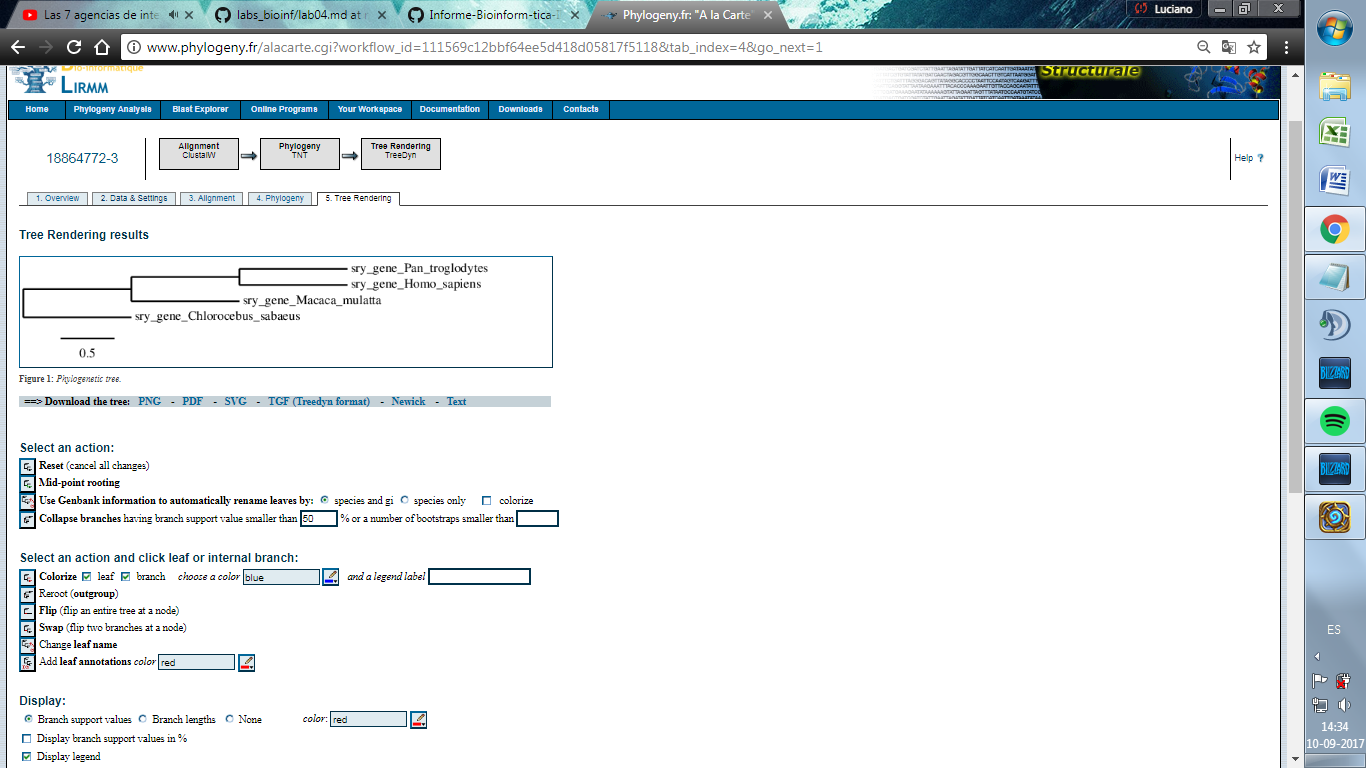 Las 7 agencias de inte
labs_bioinf/lab04.md at m
Informe-Bioinform-tica-I
Phylogeny.fr: "A la Carte"
Luciano
www.phylogeny.fr/alacarte.cgi?workflow_id=111569c12bbf64ee5d418d05817f5118&tab_index=4&go_next=1
Bio-informatique
LIRMM
Structurale
Home Phylogeny Analysis Blast Explorer Online Programs Your Workspace Documentation Downloads Contacts
18864772-3
Alignment
ClustalW
Phylogeny
TNT
Tree Rendering
TreeDyn
Help ?
1. Overview 2. Data & Settings 3. Alignment 4. Phylogeny 5. Tree Rendering
Tree Rendering results
sry_gene_Pan_troglodytes
sry_gene_Homo_sapiens
sry_gene_Macaca_mulatta
sry_gene_Chlorocebus_sabaeus
0.5
Figure 1: Phylogenetic tree.
==> Download the tree: PNG - PDF - SVG - TGF (Treedyn format) - Newick - Text
Select an action:
Reset (cancel all changes)
Mid-point rooting
Use Genbank information to automatically rename leaves by: species and gi species only colorize
Collapse branches having branch support value smaller than 50 % or a number of bootstraps smaller than
Select an action and click leaf or internal branch:
Colorize leaf branch choose a color blue and a legend label
Reroot (outgroup)
Flip (flip an entire tree at a node)
Swap (flip two branches at a node)
Change leaf name
Add leaf annotations color red
Display:
Branch support values Branch lengths None color: red
Display branch support values in %
Display legend
BLIZZARD
BLIZZARD
ES
14:34
10-09-2017